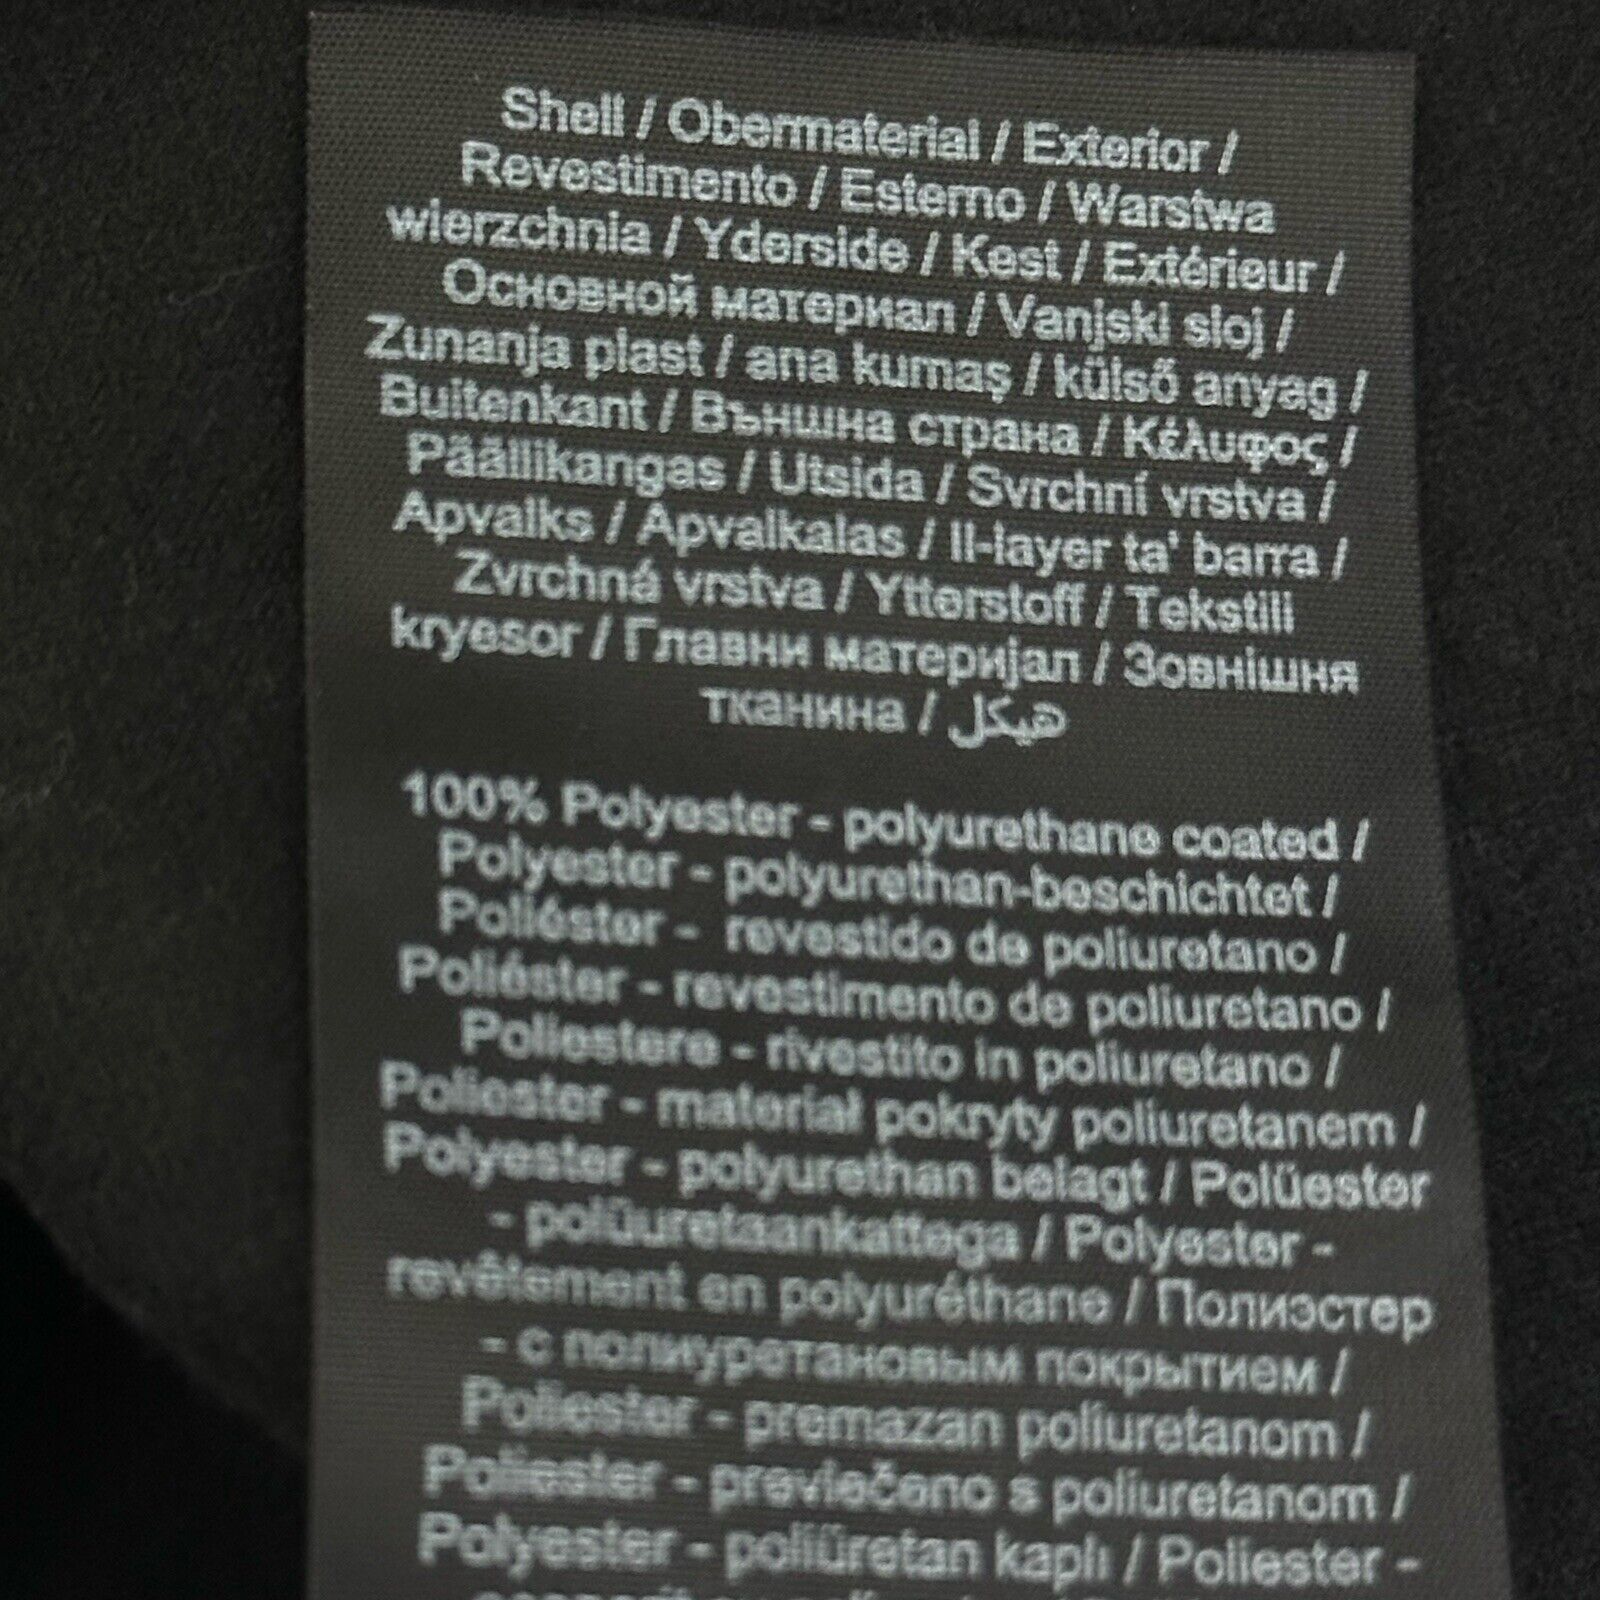 Shell / Obermaterial / Exterior /
Revestimento / Esterno / Warstwa
wierzchnia / Yderside / Kest / Extérieur /
Основной материал / Vanjski sloj /
Zunanja plast / ana kumaş / külső anyag /
Buitenkant / Външна страна / Κέλυφος /
Päällikangas / Utsida / Svrchní vrstva /
Apvalks / Apvalkalas / Il-layer ta' barra /
Zvrchná vrstva / Ytterstoff / Tekstili
kryesor / Главни материјал / Зовнішня
тканина / هيكل
100% Polyester - polyurethane coated /
Polyester - polyurethan-beschichtet /
Poliéster - revestido de poliuretano /
Poliéster - revestimento de poliuretano /
Poliestere - rivestito in poliuretano /
Poliester - materiał pokryty poliuretanem /
Polyester - polyurethan belagt / Polüester
- polüuretaankattega / Polyester -
revêtement en polyuréthane / Полиэстер
- с полиуретановым покрытием /
Poliester - premazan poliuretanom /
Poliester - prevlečeno s poliuretanom /
Polyester - poliüretan kaplı / Poliester -